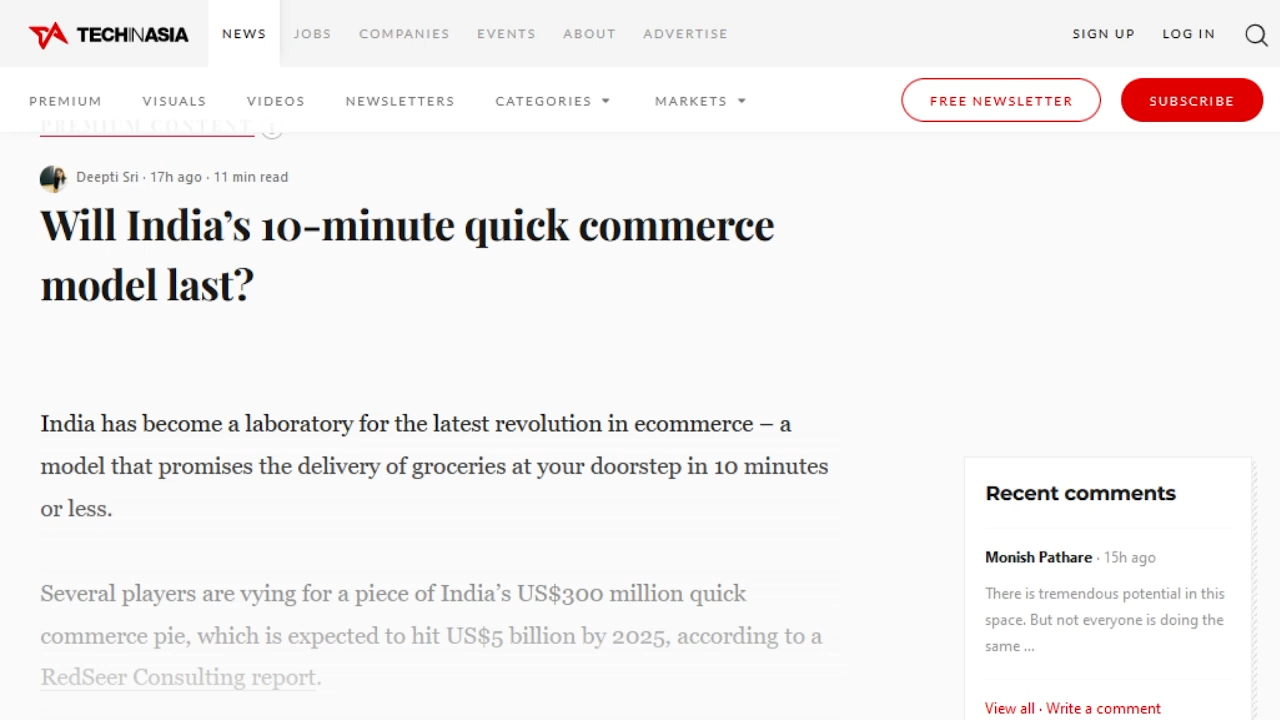 TECHINASIA
NEWS
JOBS
COMPANIES
EVENTS
ABOUT
ADVERTISE
SIGN UP
LOG IN
PREMIUM
VISUALS
VIDEOS
NEWSLETTERS
CATEGORIES
MARKETS
FREE NEWSLETTER
SUBSCRIBE
PREMIUM CONTENT
Deepti Sri · 17h ago · 11 min read
Will India’s 10-minute quick commerce
model last?
India has become a laboratory for the latest revolution in ecommerce – a
model that promises the delivery of groceries at your doorstep in 10 minutes
or less.
Several players are vying for a piece of India’s US$300 million quick
commerce pie, which is expected to hit US$5 billion by 2025, according to a
RedSeer Consulting report.
Recent comments
Monish Pathare · 15h ago
There is tremendous potential in this
space. But not everyone is doing the
same ...
View all · Write a comment